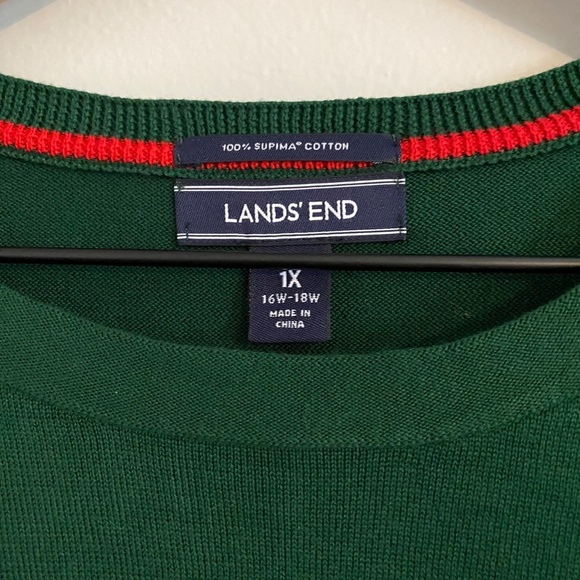 100% SUPIMA® COTTON
LANDS' END
1X
16W-18W
MADE IN
CHINA